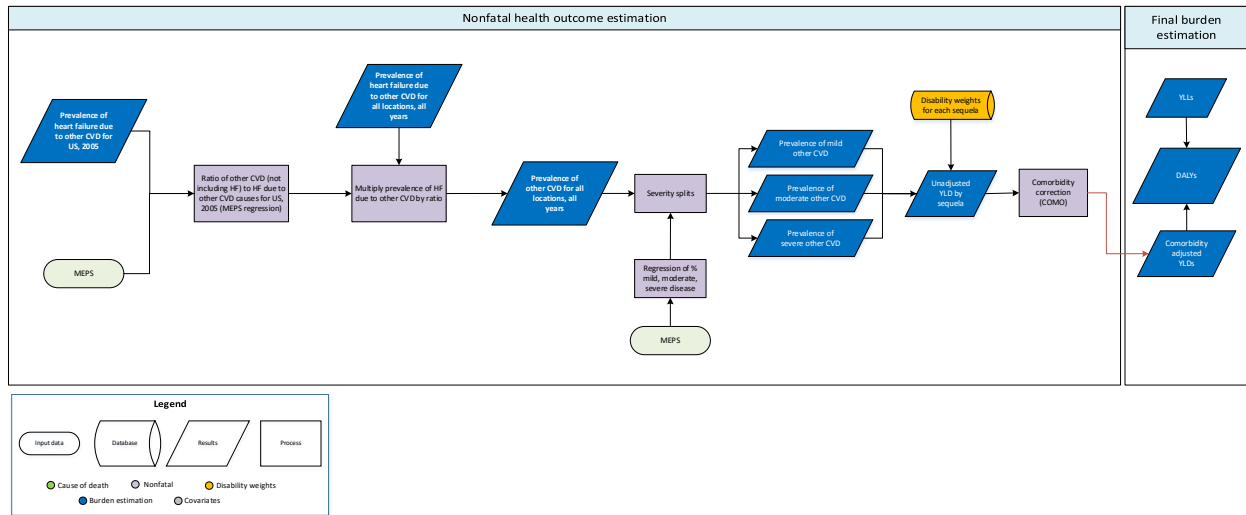 Nonfatal health outcome estimation
Final burden
estimation
Prevalence of
heart failure due
to other CVD for
US, 2005
MEPS
Ratio of other CVD (not
including HF) to HF due to
other CVD causes for US,
2005 (MEPS regression)
Prevalence of
heart failure due
to other CVD for
all locations, all
years
Multiply prevalence of HF
due to other CVD by ratio
Prevalence of
other CVD for all
locations, all
years
Severity splits
Regression of %
mild, moderate,
severe disease
MEPS
Prevalence of mild
other CVD
Prevalence of
moderate other CVD
Prevalence of
severe other CVD
Disability weights
for each sequela
Unadjusted
YLD by
sequela
Comorbidity
correction
(COMO)
YLLs
DALYs
Comorbidity
adjusted
YLDs
Legend
Input data
Database
Results
Process
Cause of death
Nonfatal
Disability weights
Burden estimation
Covariates